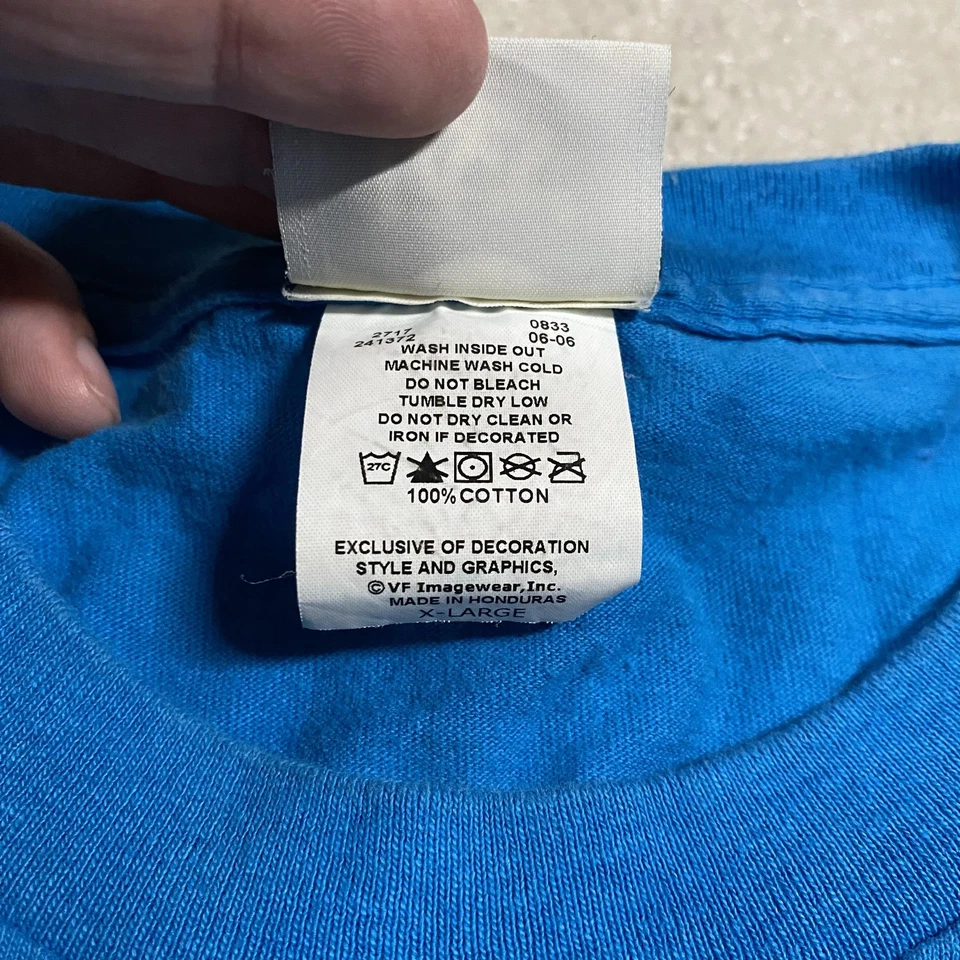 2717 0833
241372 06-06
WASH INSIDE OUT
MACHINE WASH COLD
DO NOT BLEACH
TUMBLE DRY LOW
DO NOT DRY CLEAN OR
IRON IF DECORATED
27C
100% COTTON
EXCLUSIVE OF DECORATION
STYLE AND GRAPHICS,
©VF Imagewear,Inc.
MADE IN HONDURAS
X-LARGE